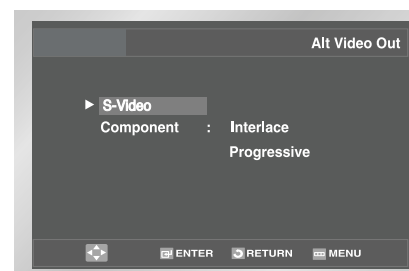 Alt Video Out
► S-Video
Component : Interlace
Progressive
ENTER RETURN MENU